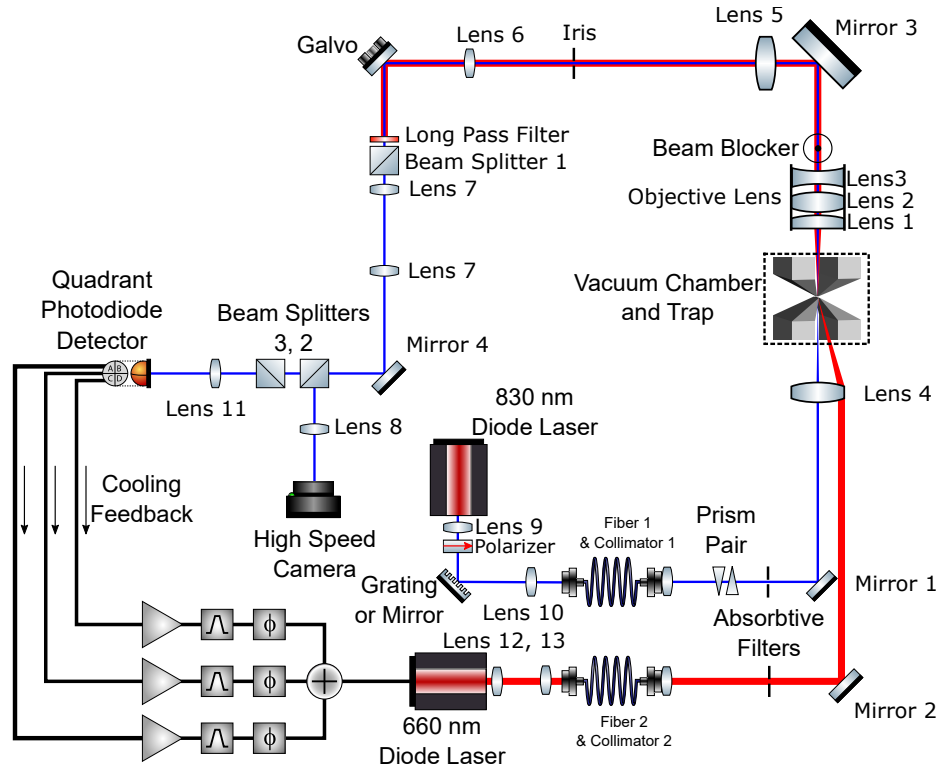 Lens 5
Mirror 3
Lens 6
Iris
Galvo
Long Pass Filter
Beam Splitter 1
Lens 7
Beam Blocker
Lens3
Objective Lens
Lens 2
Lens 1
Lens 7
Quadrant
Photodiode
Detector
Beam Splitters
3, 2
Vacuum Chamber
and Trap
Mirror 4
A B
C D
Lens 11
Lens 8
830 nm
Diode Laser
Lens 4
Cooling
Feedback
High Speed
Camera
Lens 9
Polarizer
Fiber 1
& Collimator 1
Prism
Pair
Grating
or Mirror
Lens 10
Mirror 1
Absorbtive
Filters
Lens 12, 13
ϕ
ϕ
ϕ
660 nm
Diode Laser
Fiber 2
& Collimator 2
Mirror 2